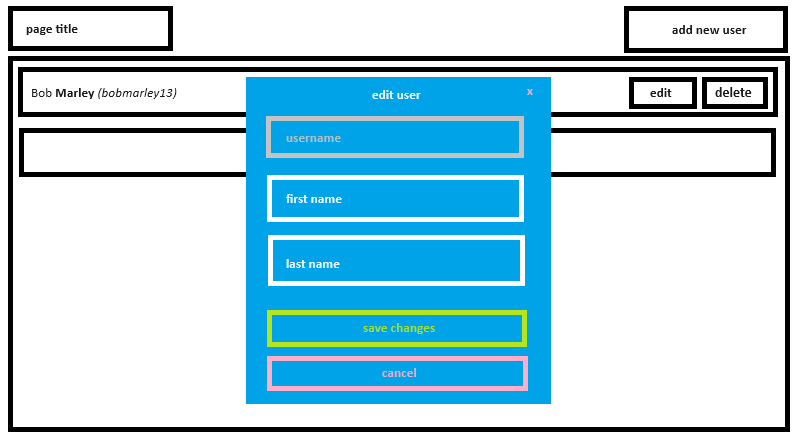 page title
add new user
Bob Marley (bobmarley13)
edit
delete
edit user
x
username
first name
last name
save changes
cancel